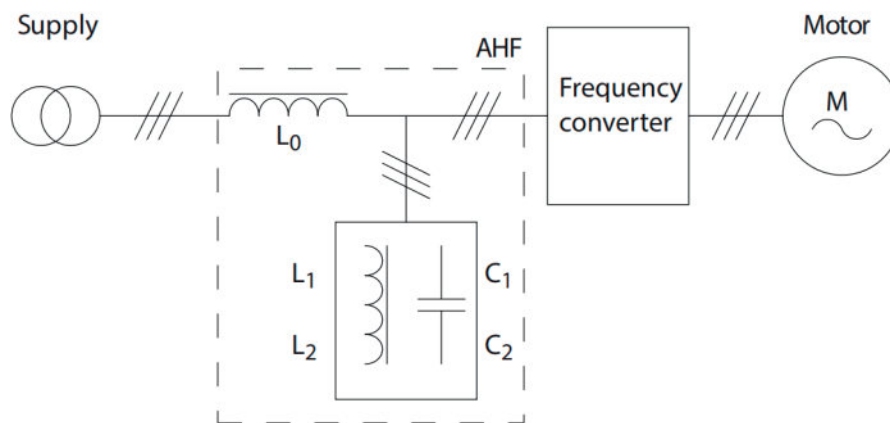 Supply
AHF
Motor
L0
Frequency
converter
M
L1
C1
L2
C2